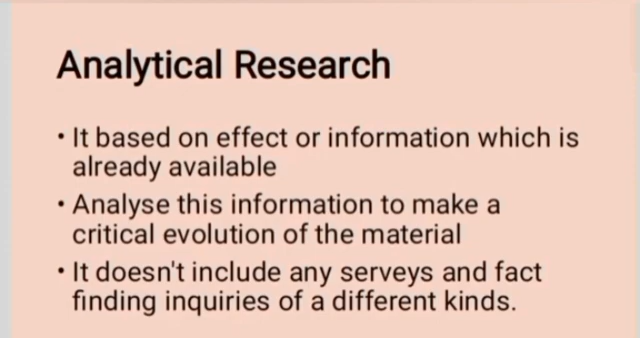 Analytical Research
• It based on effect or information which is
already available
• Analyse this information to make a
critical evolution of the material
• It doesn't include any serveys and fact
finding inquiries of a different kinds.